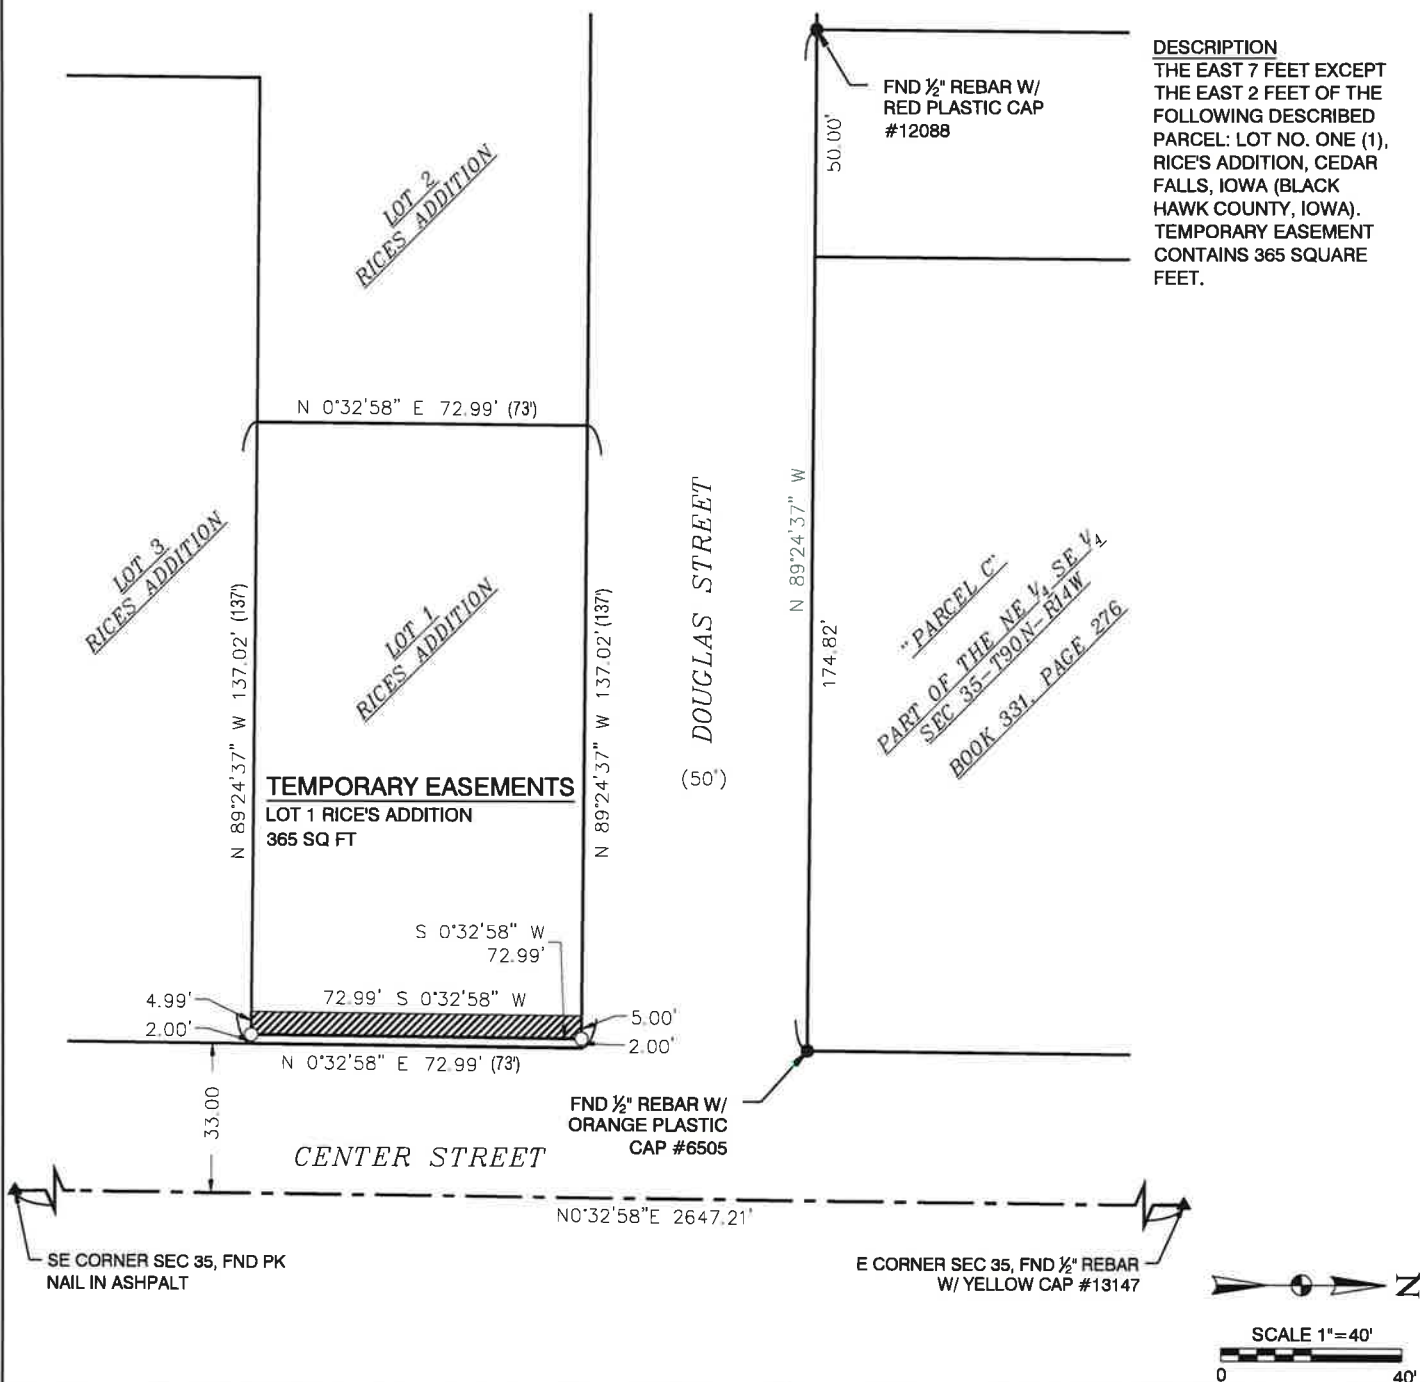 DESCRIPTION
THE EAST 7 FEET EXCEPT
THE EAST 2 FEET OF THE
FOLLOWING DESCRIBED
PARCEL: LOT NO. ONE (1),
RICE'S ADDITION, CEDAR
FALLS, IOWA (BLACK
HAWK COUNTY, IOWA).
TEMPORARY EASEMENT
CONTAINS 365 SQUARE
FEET.
FND ½" REBAR W/
RED PLASTIC CAP
#12088
50.00'
LOT 2
RICES ADDITION
N 0°32'58" E 72.99' (73')
LOT 3
RICES ADDITION
N 89°24'37" W 137.02' (137')
LOT 1
RICES ADDITION
N 89°24'37" W 137.02' (137')
DOUGLAS STREET
(50')
N 89°24'37" W
174.82'
"PARCEL C"
PART OF THE NE ¼ SE ¼
SEC 35-T90N-R14W
BOOK 331, PAGE 276
TEMPORARY EASEMENTS
LOT 1 RICE'S ADDITION
365 SQ FT
S 0°32'58" W
72.99'
4.99'
72.99' S 0°32'58" W
5.00'
2.00'
2.00'
N 0°32'58" E 72.99' (73')
33.00
FND ½" REBAR W/
ORANGE PLASTIC
CAP #6505
CENTER STREET
N0°32'58"E 2647.21'
SE CORNER SEC 35, FND PK
NAIL IN ASHPALT
E CORNER SEC 35, FND ½" REBAR
W/ YELLOW CAP #13147
N
SCALE 1"=40'
0 40'